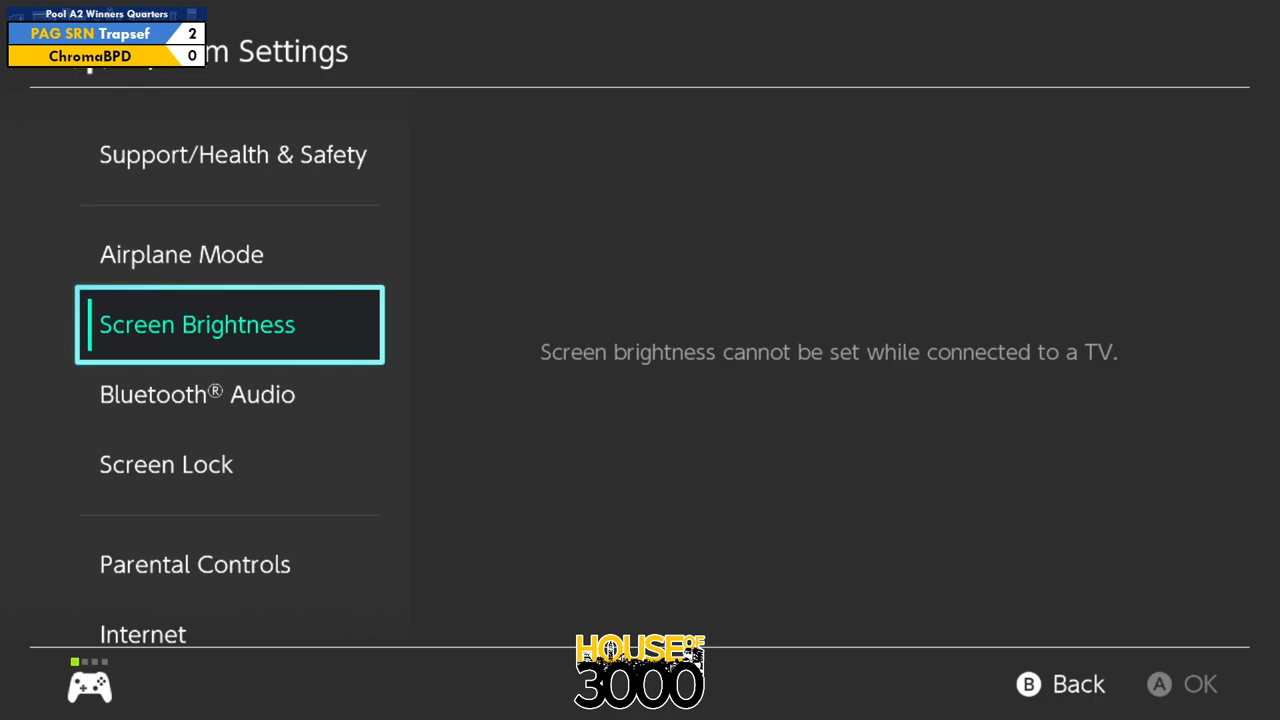 Pool A2 Winners Quarters
PAG SRN Trapsef 2
ChromaBPD 0
m Settings
Support/Health & Safety
Airplane Mode
Screen Brightness
Screen brightness cannot be set while connected to a TV.
Bluetooth® Audio
Screen Lock
Parental Controls
Internet
HOUSE OF
3000
B Back
A OK